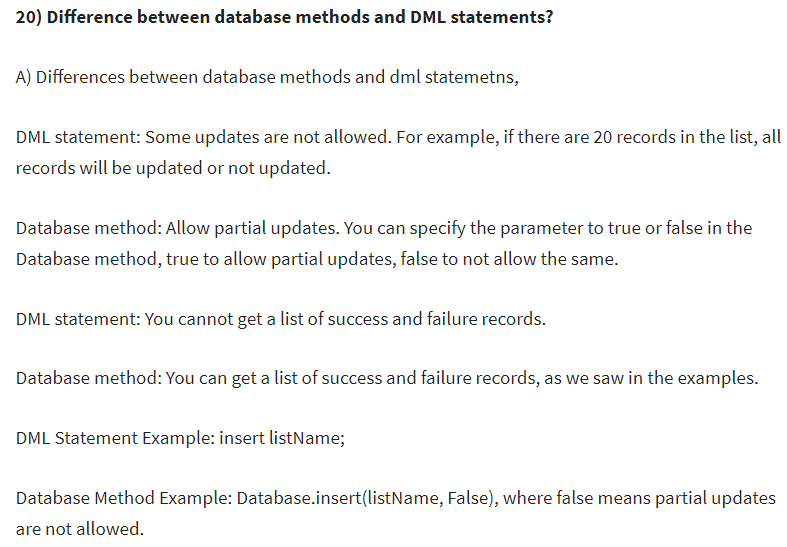 20) Difference between database methods and DML statements?
A) Differences between database methods and dml statemetns,
DML statement: Some updates are not allowed. For example, if there are 20 records in the list, all
records will be updated or not updated.
Database method: Allow partial updates. You can specify the parameter to true or false in the
Database method, true to allow partial updates, false to not allow the same.
DML statement: You cannot get a list of success and failure records.
Database method: You can get a list of success and failure records, as we saw in the examples.
DML Statement Example: insert listName;
Database Method Example: Database.insert(listName, False), where false means partial updates
are not allowed.